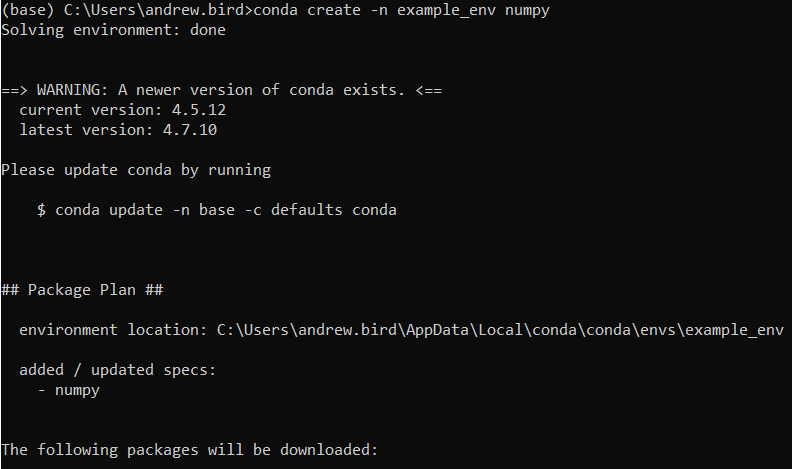 (base) C:\Users\andrew.bird>conda create -n example_env numpy
Solving environment: done
==> WARNING: A newer version of conda exists. <==
current version: 4.5.12
latest version: 4.7.10
Please update conda by running
$ conda update -n base -c defaults conda
## Package Plan ##
environment location: C:\Users\andrew.bird\AppData\Local\conda\conda\envs\example_env
added / updated specs:
- numpy
The following packages will be downloaded: